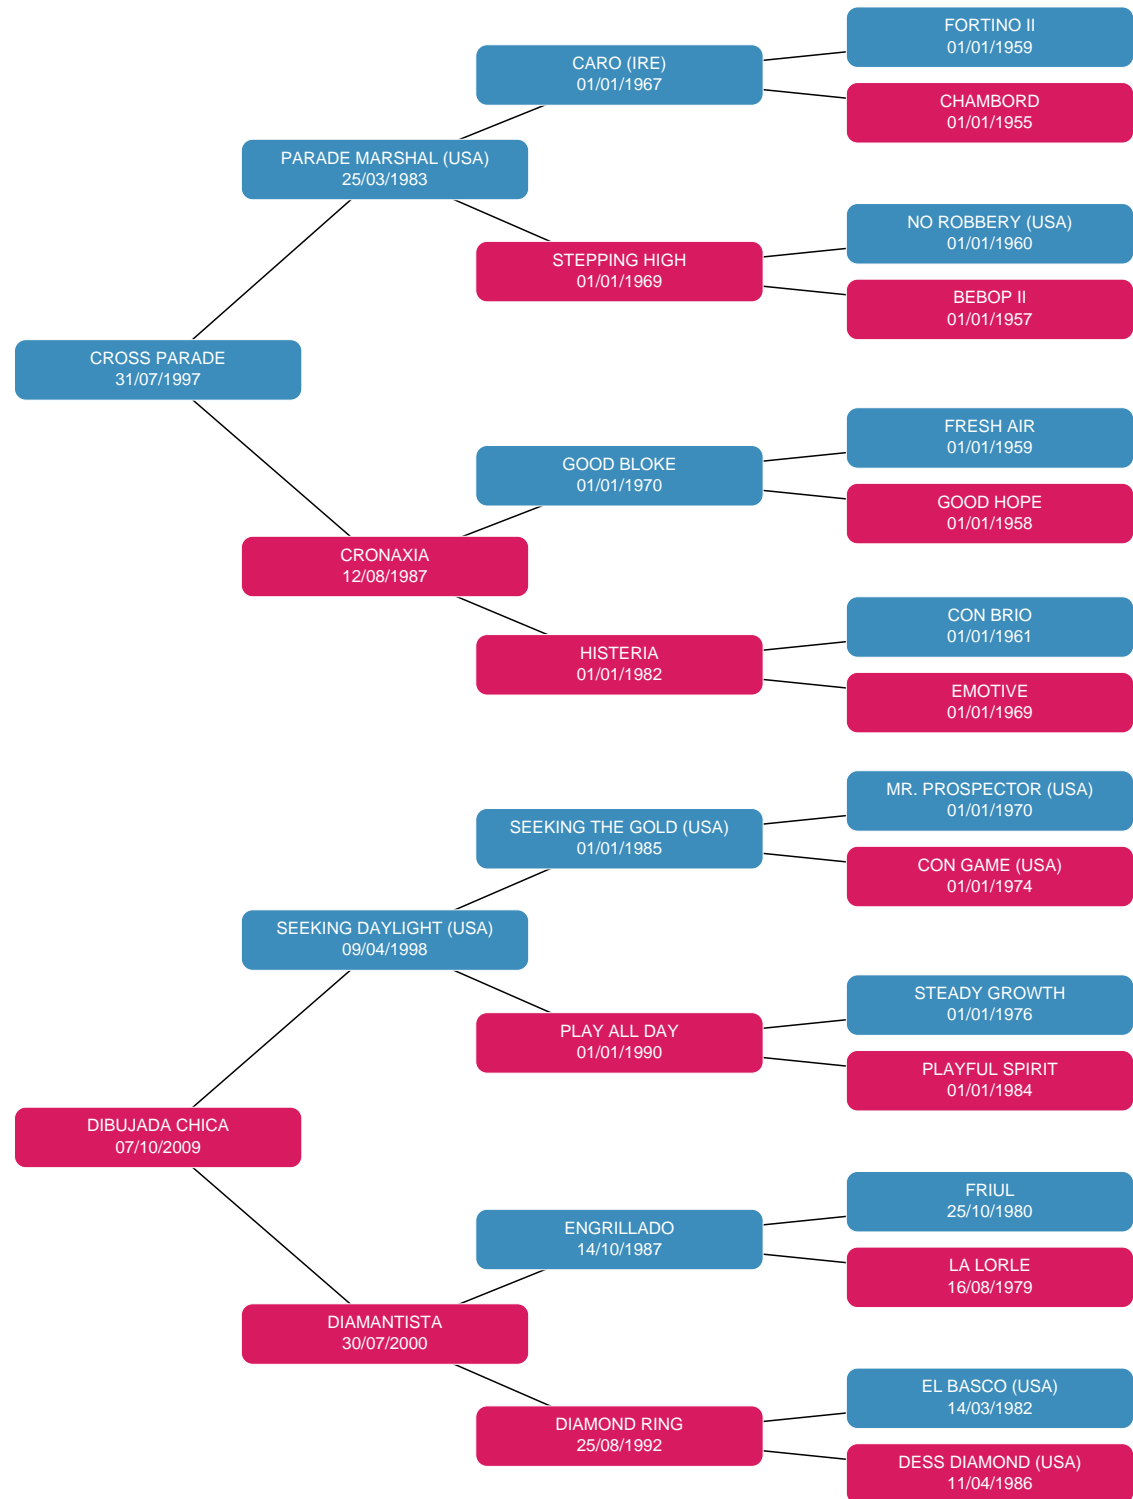 FORTINO II
01/01/1959
CARO (IRE)
01/01/1967
CHAMBORD
01/01/1955
PARADE MARSHAL (USA)
25/03/1983
NO ROBBERY (USA)
01/01/1960
STEPPING HIGH
01/01/1969
BEBOP II
01/01/1957
CROSS PARADE
31/07/1997
FRESH AIR
01/01/1959
GOOD BLOKE
01/01/1970
GOOD HOPE
01/01/1958
CRONAXIA
12/08/1987
CON BRIO
01/01/1961
HISTERIA
01/01/1982
EMOTIVE
01/01/1969
MR. PROSPECTOR (USA)
01/01/1970
SEEKING THE GOLD (USA)
01/01/1985
CON GAME (USA)
01/01/1974
SEEKING DAYLIGHT (USA)
09/04/1998
STEADY GROWTH
01/01/1976
PLAY ALL DAY
01/01/1990
PLAYFUL SPIRIT
01/01/1984
DIBUJADA CHICA
07/10/2009
FRIUL
25/10/1980
ENGRILLADO
14/10/1987
LA LORLE
16/08/1979
DIAMANTISTA
30/07/2000
EL BASCO (USA)
14/03/1982
DIAMOND RING
25/08/1992
DESS DIAMOND (USA)
11/04/1986